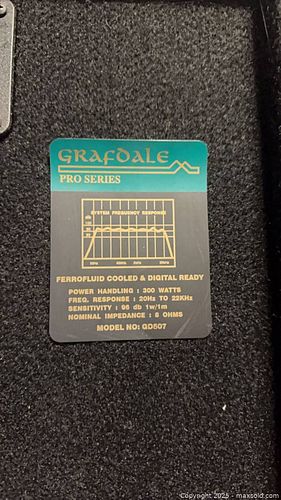 GRAFDALE
PRO SERIES
SYSTEM FREQUENCY RESPONSE
FERROFLUID COOLED & DIGITAL READY
POWER HANDLING : 300 WATTS
FREQ. RESPONSE : 20Hz TO 22KHz
SENSITIVITY : 96 db 1w/1m
NOMINAL IMPEDANCE : 8 OHMS
MODEL NO: GD507
Copyright © 2025 - maxsold.com